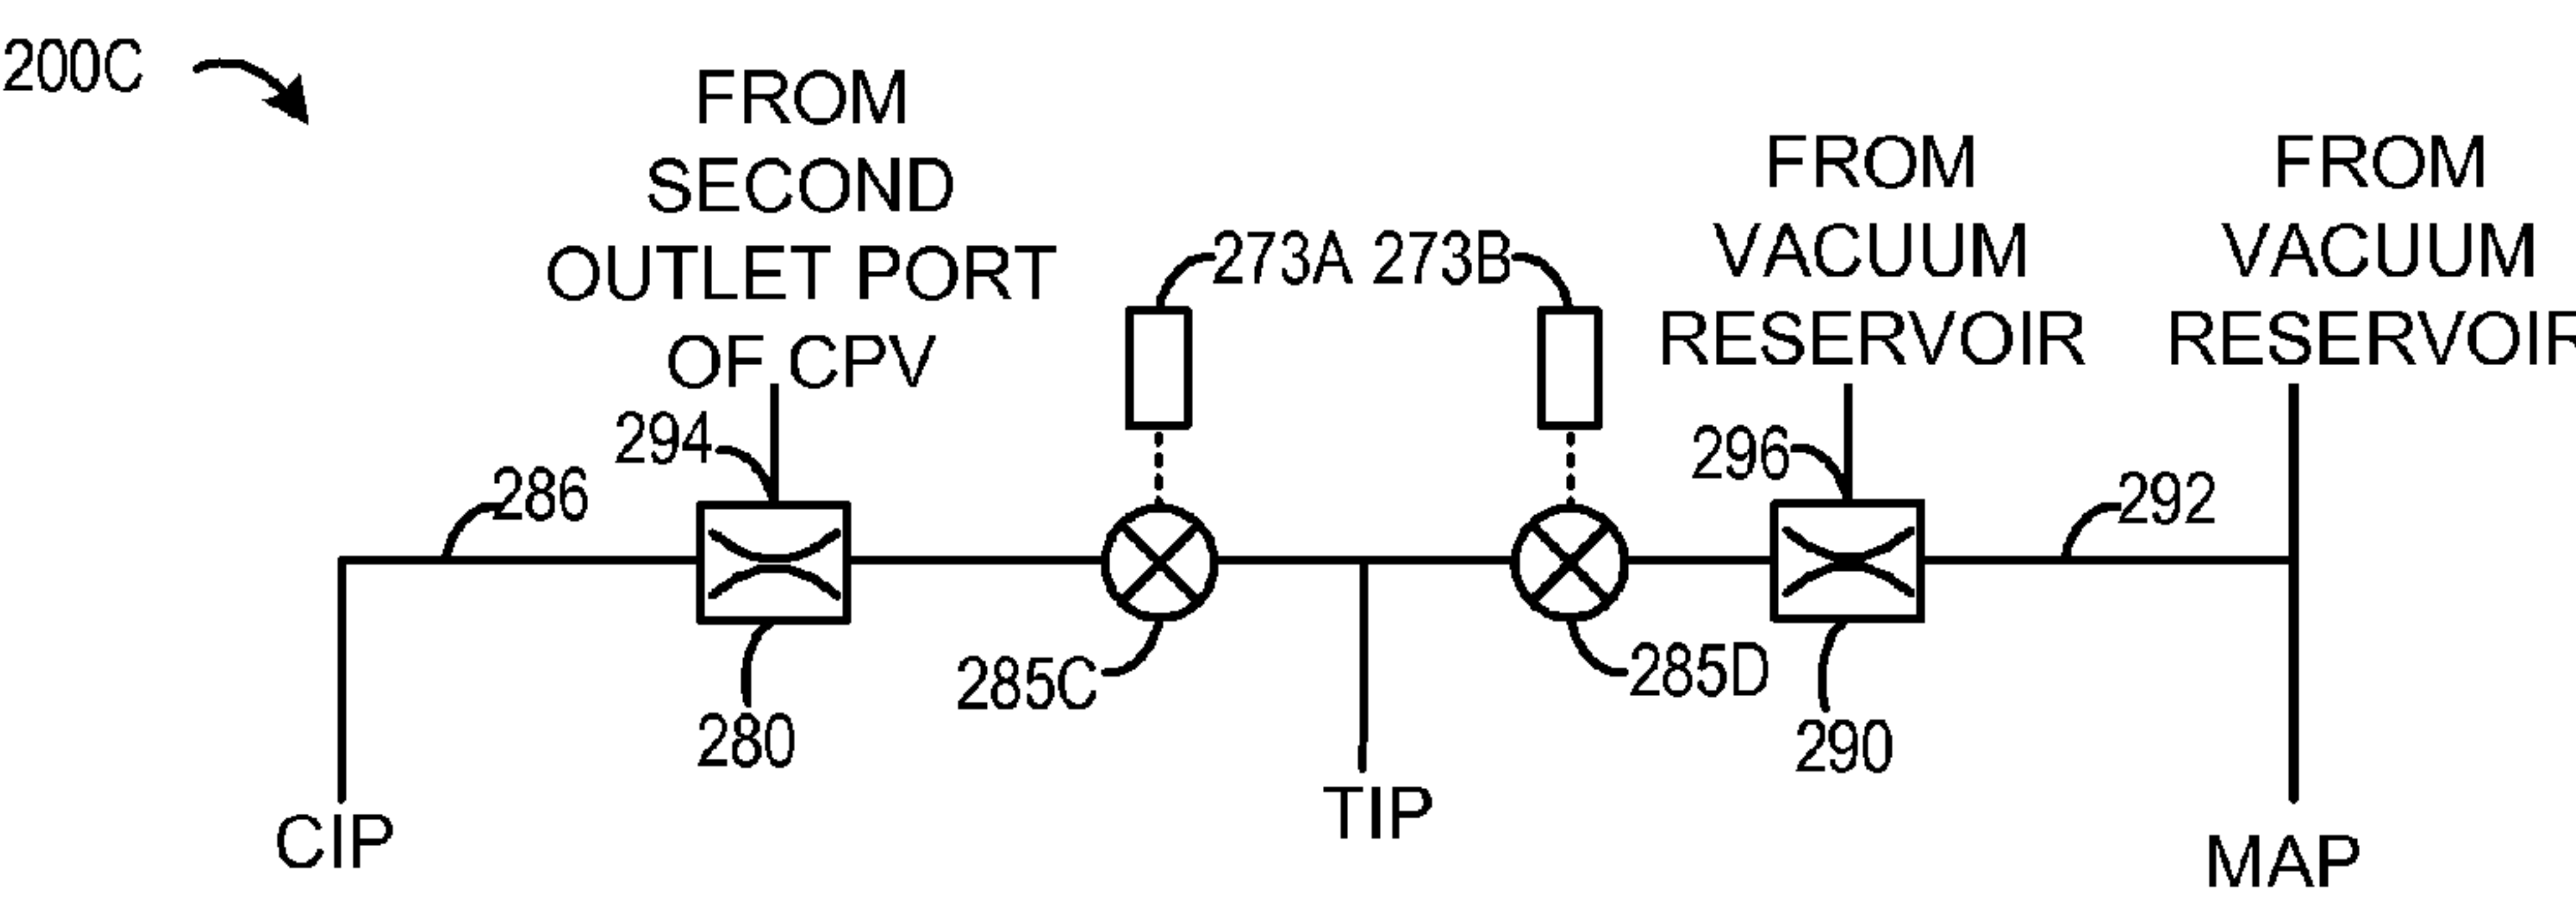 200C
FROM
SECOND
OUTLET PORT
OF CPV
FROM
VACUUM
RESERVOIR
FROM
VACUUM
RESERVOIR
273A 273B
294
296
286
292
285C
285D
280
290
CIP
TIP
MAP